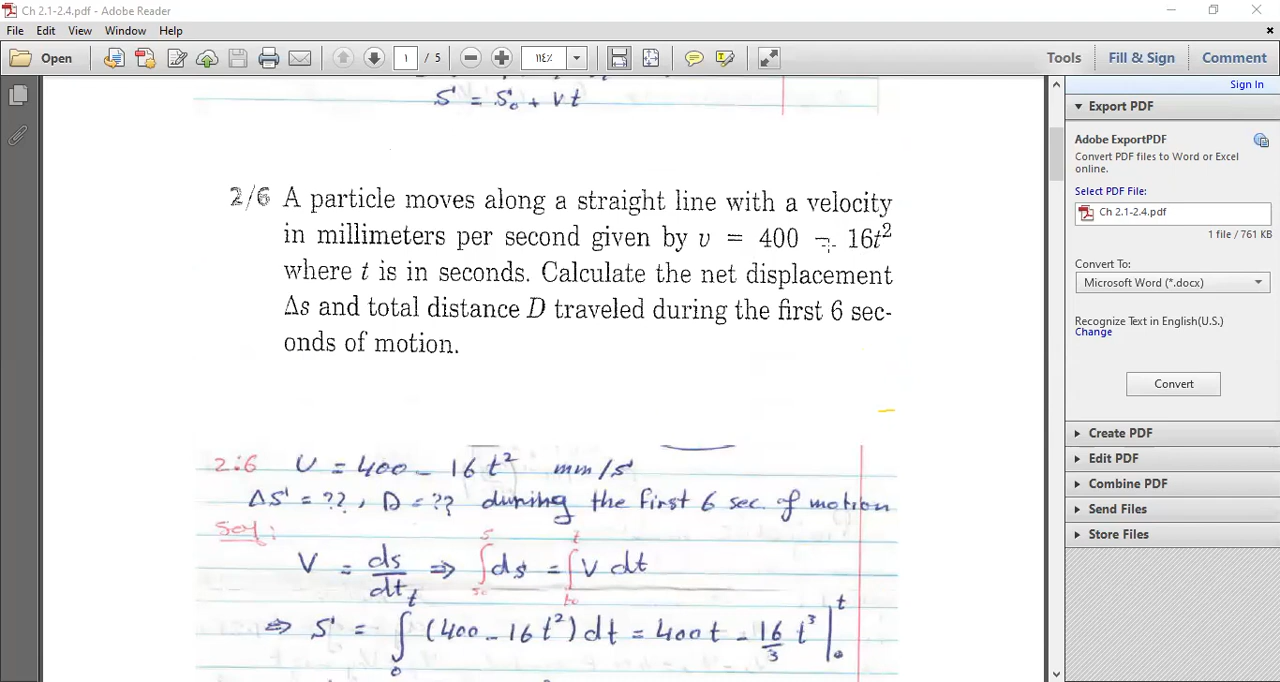 Ch 2.1-2.4.pdf - Adobe Reader
File Edit View Window Help
Open 1 / 5 ١١٤٪ Tools Fill & Sign Comment
Sign In
Export PDF
Adobe ExportPDF
Convert PDF files to Word or Excel
online.
Select PDF File:
Ch 2.1-2.4.pdf
1 file / 761 KB
Convert To:
Microsoft Word (*.docx)
Recognize Text in English(U.S.)
Change
Convert
Create PDF
Edit PDF
Combine PDF
Send Files
Store Files
S = S₀ + Vt
2/6 A particle moves along a straight line with a velocity
in millimeters per second given by v = 400 − 16t²
where t is in seconds. Calculate the net displacement
Δs and total distance D traveled during the first 6 sec-
onds of motion.
2:6 V = 400 - 16 t² mm/s
ΔS = ??, D = ?? during the first 6 sec. of motion
Sol:
V = ds/dt ⇒ ∫_{s₀}^{s} ds = ∫_{t₀}^{t} V dt
⇒ S = ∫_{0}^{t} (400 - 16 t²) dt = 400t - 16/3 t³ |_{0}^{t}